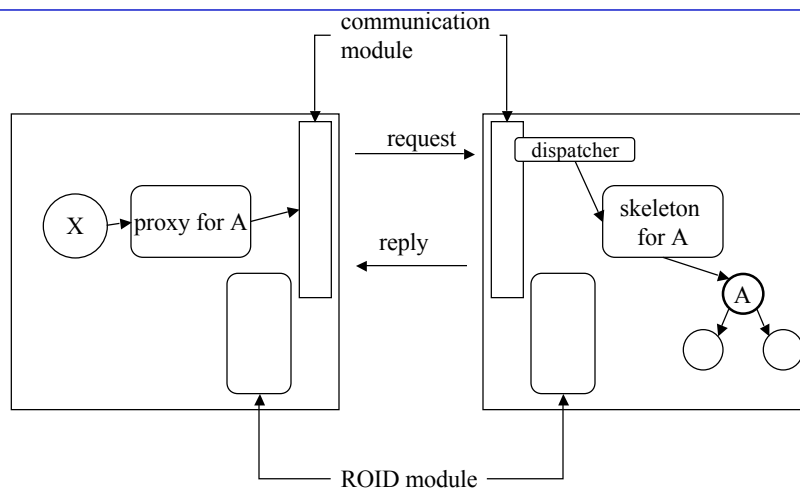 communication
module
request
dispatcher
X
proxy for A
skeleton
for A
reply
A
ROID module